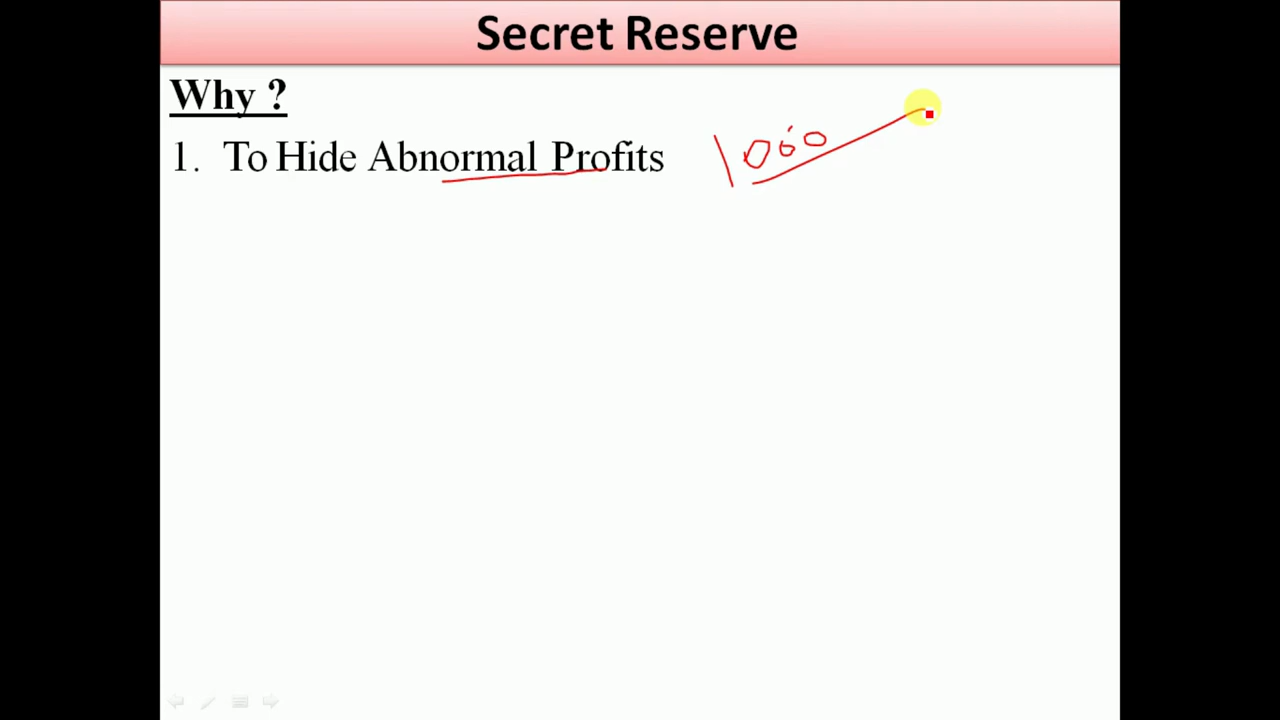 Secret Reserve
Why ?
1. To Hide Abnormal Profits 1000